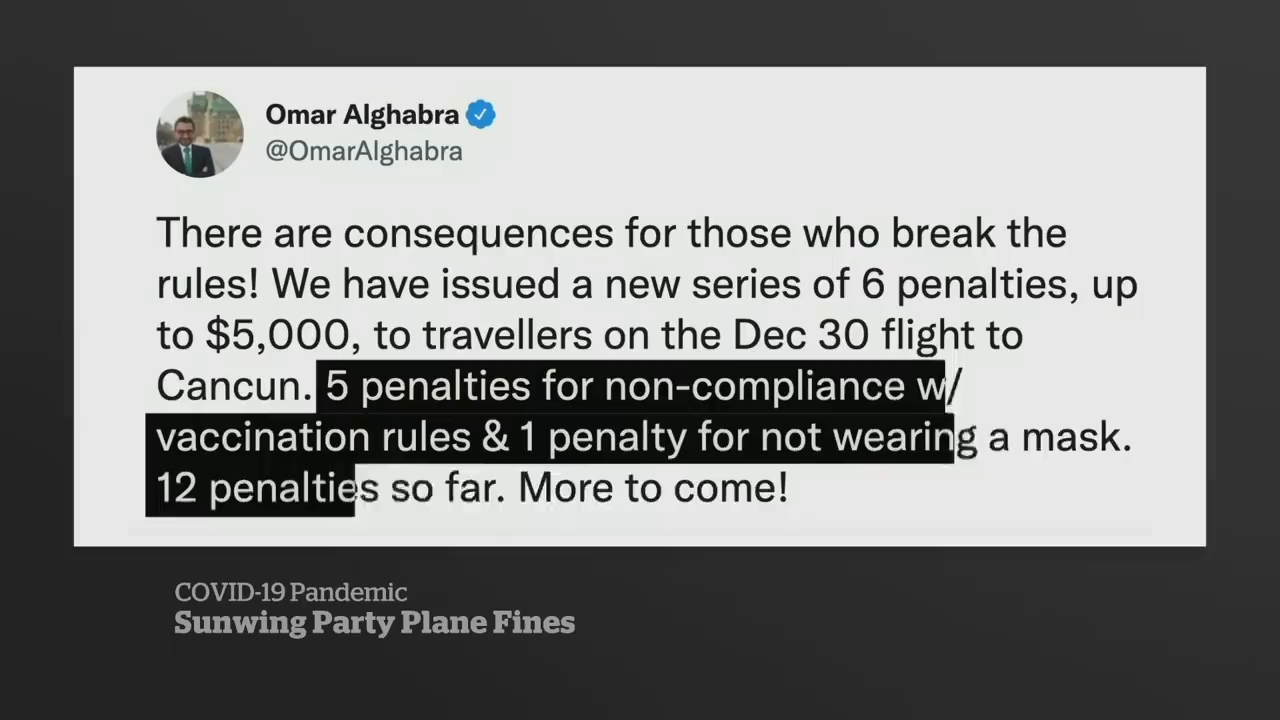 Omar Alghabra
@OmarAlghabra
There are consequences for those who break the
rules! We have issued a new series of 6 penalties, up
to $5,000, to travellers on the Dec 30 flight to
Cancun. 5 penalties for non-compliance w/
vaccination rules & 1 penalty for not wearing a mask.
12 penalties so far. More to come!
COVID-19 Pandemic
Sunwing Party Plane Fines